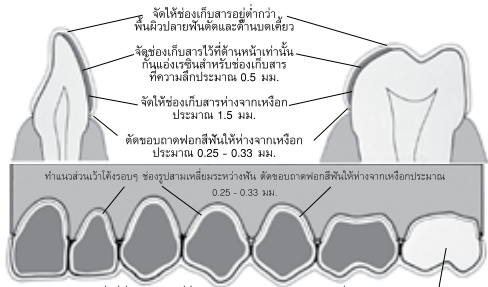 จัดให้ช่องเก็บสารอยู่ต่ำกว่า
พื้นผิวปลายฟันตัดและด้านบดเคี้ยว
จัดช่องเก็บสารไว้ที่ด้านหน้าเท่านั้น
กั้นแอ่งเรซินสำหรับช่องเก็บสาร
ที่ความลึกประมาณ 0.5 มม.
จัดให้ช่องเก็บสารห่างจากเหงือก
ประมาณ 1.5 มม.
ตัดขอบถาดฟอกสีฟันให้ห่างจากเหงือก
ประมาณ 0.25 - 0.33 มม.
ทำแนวส่วนเว้าโค้งรอบๆ ช่องรูปสามเหลี่ยมระหว่างฟัน ตัดขอบถาดฟอกสีฟันให้ห่างจากเหงือกประมาณ
0.25 - 0.33 มม.